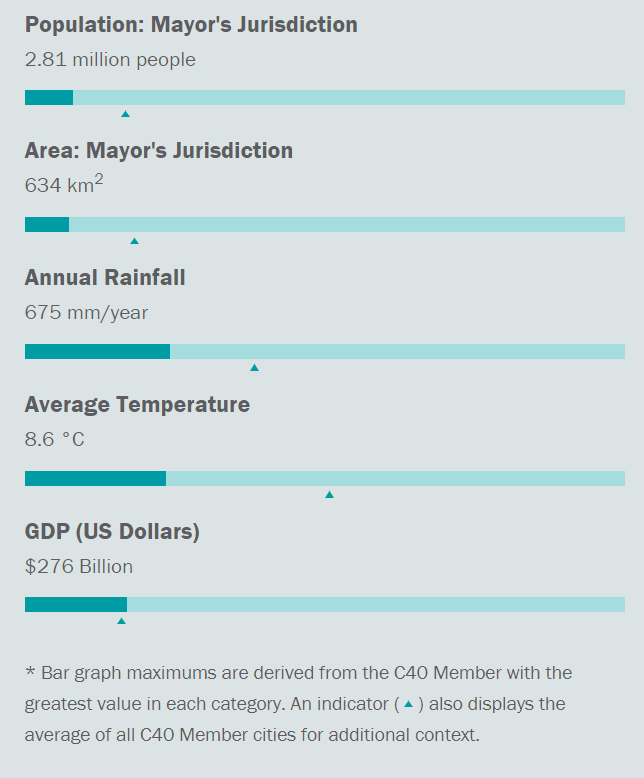 Population: Mayor's Jurisdiction
2.81 million people
Area: Mayor's Jurisdiction
634 km²
Annual Rainfall
675 mm/year
Average Temperature
8.6 °C
GDP (US Dollars)
$276 Billion
* Bar graph maximums are derived from the C40 Member with the
greatest value in each category. An indicator ( ▲ ) also displays the
average of all C40 Member cities for additional context.